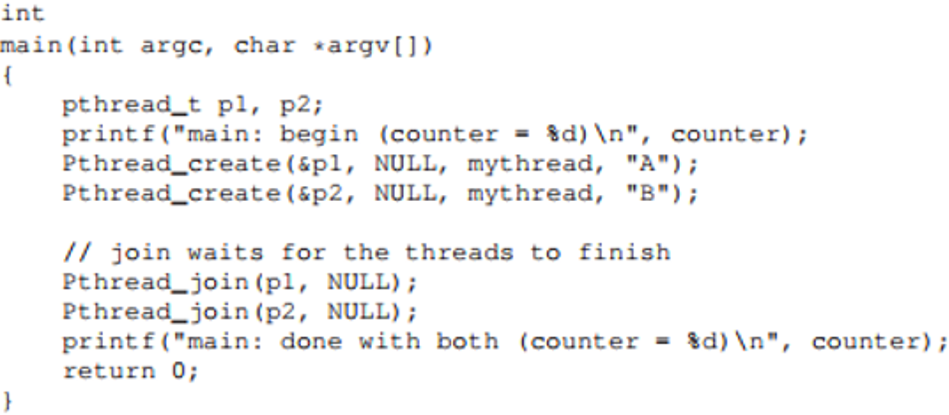 int
main(int argc, char *argv[])
{
    pthread_t p1, p2;
    printf("main: begin (counter = %d)\n", counter);
    Pthread_create(&p1, NULL, mythread, "A");
    Pthread_create(&p2, NULL, mythread, "B");

    // join waits for the threads to finish
    Pthread_join(p1, NULL);
    Pthread_join(p2, NULL);
    printf("main: done with both (counter = %d)\n", counter);
    return 0;
}